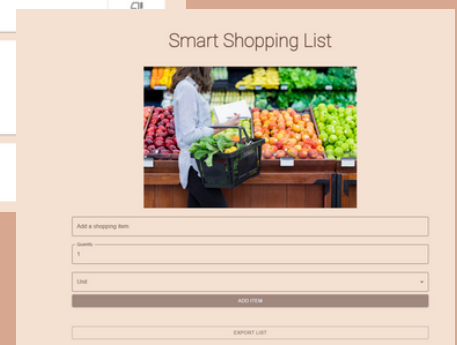 Smart Shopping List
Add a shopping item
Quantity
1
Unit
ADD ITEM
EXPORT LIST